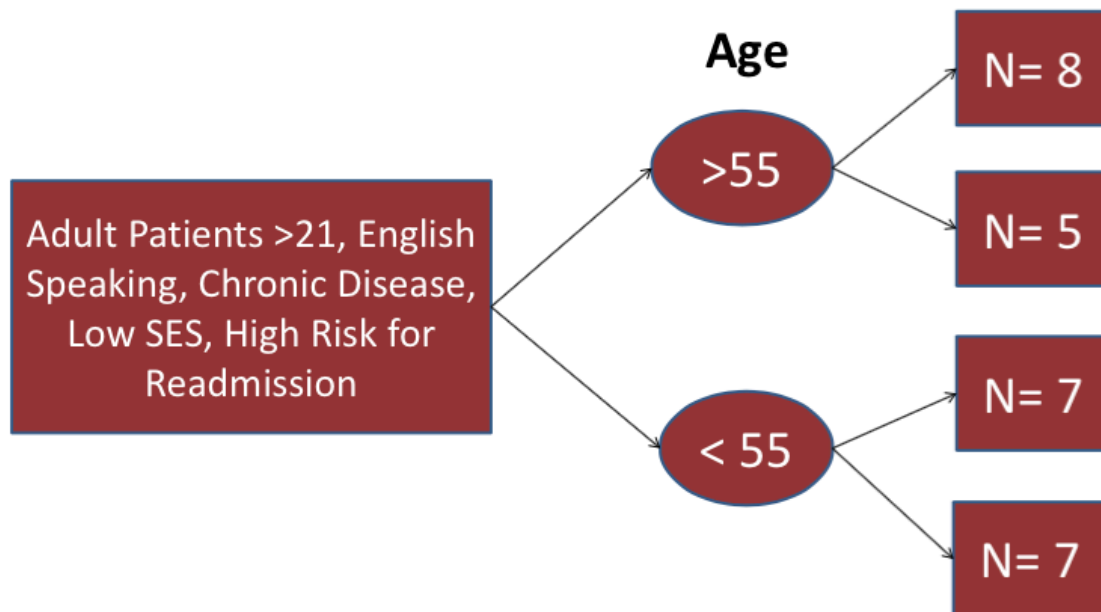 Age
Adult Patients >21, English
Speaking, Chronic Disease,
Low SES, High Risk for
Readmission
>55
< 55
N= 8
N= 5
N= 7
N= 7